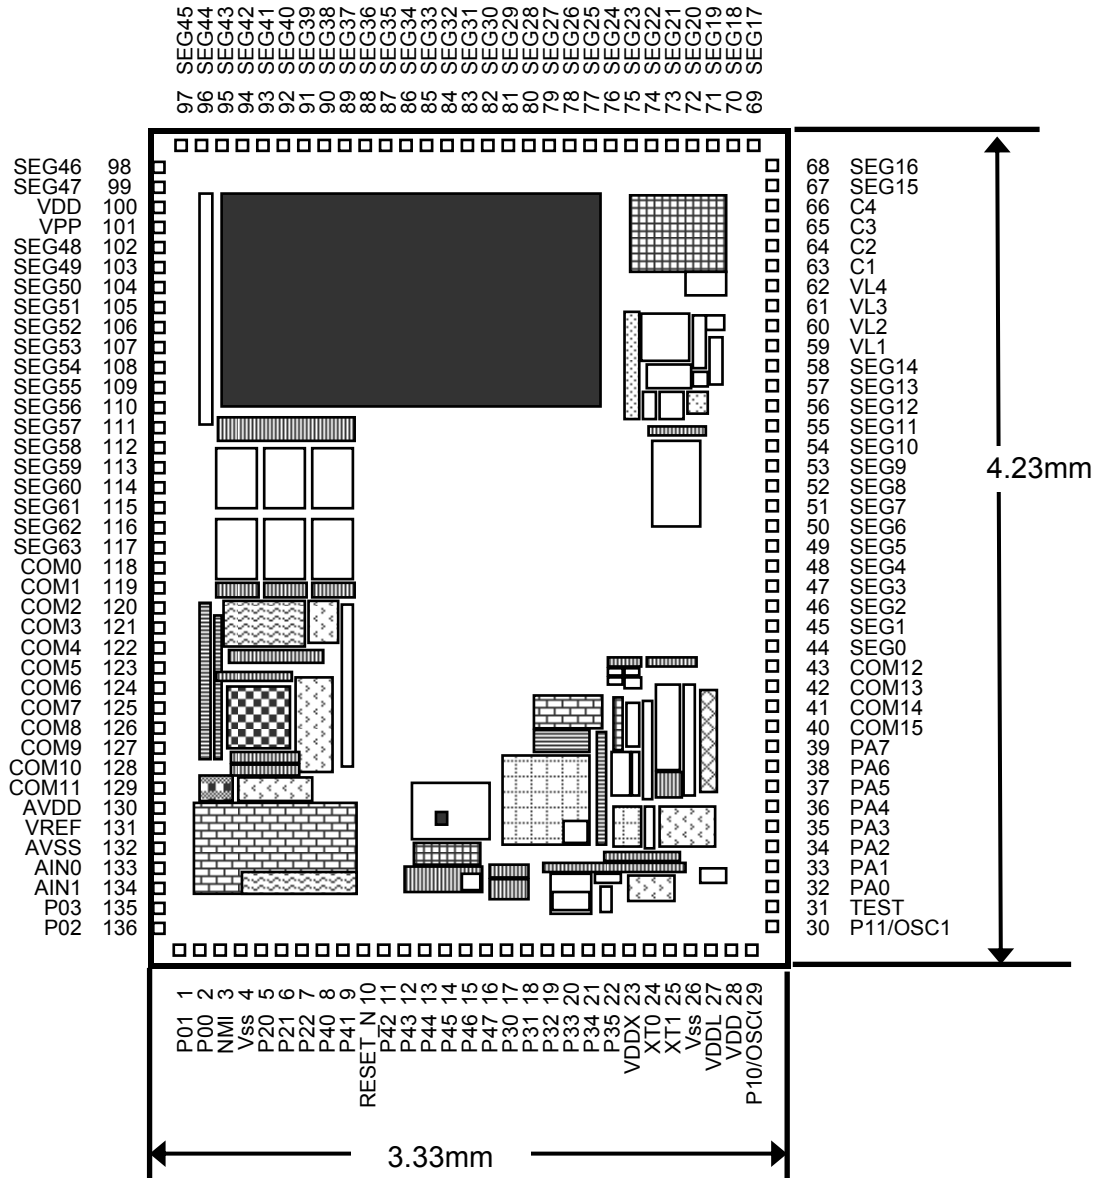 97 SEG45
96 SEG44
95 SEG43
94 SEG42
93 SEG41
92 SEG40
91 SEG39
90 SEG38
89 SEG37
88 SEG36
87 SEG35
86 SEG34
85 SEG33
84 SEG32
83 SEG31
82 SEG30
81 SEG29
80 SEG28
79 SEG27
78 SEG26
77 SEG25
76 SEG24
75 SEG23
74 SEG22
73 SEG21
72 SEG20
71 SEG19
70 SEG18
69 SEG17
SEG46 98
SEG47 99
VDD 100
VPP 101
SEG48 102
SEG49 103
SEG50 104
SEG51 105
SEG52 106
SEG53 107
SEG54 108
SEG55 109
SEG56 110
SEG57 111
SEG58 112
SEG59 113
SEG60 114
SEG61 115
SEG62 116
SEG63 117
COM0 118
COM1 119
COM2 120
COM3 121
COM4 122
COM5 123
COM6 124
COM7 125
COM8 126
COM9 127
COM10 128
COM11 129
AVDD 130
VREF 131
AVSS 132
AIN0 133
AIN1 134
P03 135
P02 136
68 SEG16
67 SEG15
66 C4
65 C3
64 C2
63 C1
62 VL4
61 VL3
60 VL2
59 VL1
58 SEG14
57 SEG13
56 SEG12
55 SEG11
54 SEG10
53 SEG9
52 SEG8
51 SEG7
50 SEG6
49 SEG5
48 SEG4
47 SEG3
46 SEG2
45 SEG1
44 SEG0
43 COM12
42 COM13
41 COM14
40 COM15
39 PA7
38 PA6
37 PA5
36 PA4
35 PA3
34 PA2
33 PA1
32 PA0
31 TEST
30 P11/OSC1
4.23mm
P01 1
P00 2
NMI 3
Vss 4
P20 5
P21 6
P22 7
P40 8
P41 9
RESET_N 10
P42 11
P43 12
P44 13
P45 14
P46 15
P47 16
P30 17
P31 18
P32 19
P33 20
P34 21
P35 22
VDDX 23
XT0 24
XT1 25
Vss 26
VDDL 27
VDD 28
P10/OSC( 29
3.33mm